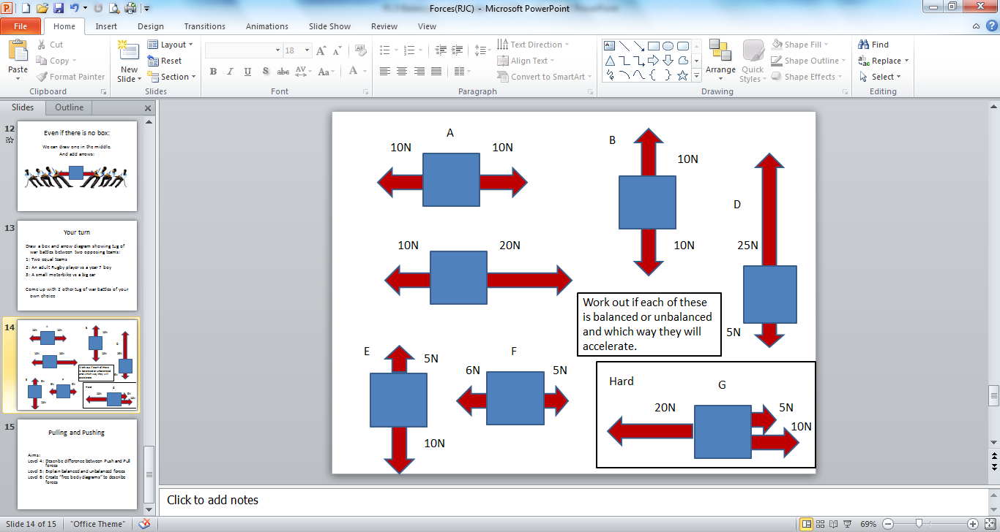 Forces(RJC) - Microsoft PowerPoint
File Home Insert Design Transitions Animations Slide Show Review View
Paste
Cut
Copy
Format Painter
Clipboard
New Slide
Layout
Reset
Section
Slides
18
B I U S abc AV Aa A
Font
Text Direction
Align Text
Convert to SmartArt
Paragraph
Arrange
Quick Styles
Shape Fill
Shape Outline
Shape Effects
Drawing
Find
Replace
Select
Editing
Slides Outline
12
Even if there is no box:
We can draw one in the middle.
And add arrows:
13
Your turn
Draw a box and arrow diagram showing tug of
war battles between two opposing teams:
1: Two equal teams
2: An adult Rugby player vs a year 7 boy
3: A small motorbike vs a big car
Come up with 2 other tug of war battles of your
own choice
14
15
Pulling and Pushing
Aims:
Level 4: Describe difference between Push and Pull
forces
Level 5: Explain balanced and unbalanced forces
Level 6: Create "free body diagrams" to describe
forces
A
10N 10N
B
10N
10N
10N 20N
D
25N
5N
Work out if each of these
is balanced or unbalanced
and which way they will
accelerate.
E
5N
10N
F
6N 5N
Hard
G
20N 5N
10N
Click to add notes
Slide 14 of 15 "Office Theme" 69%